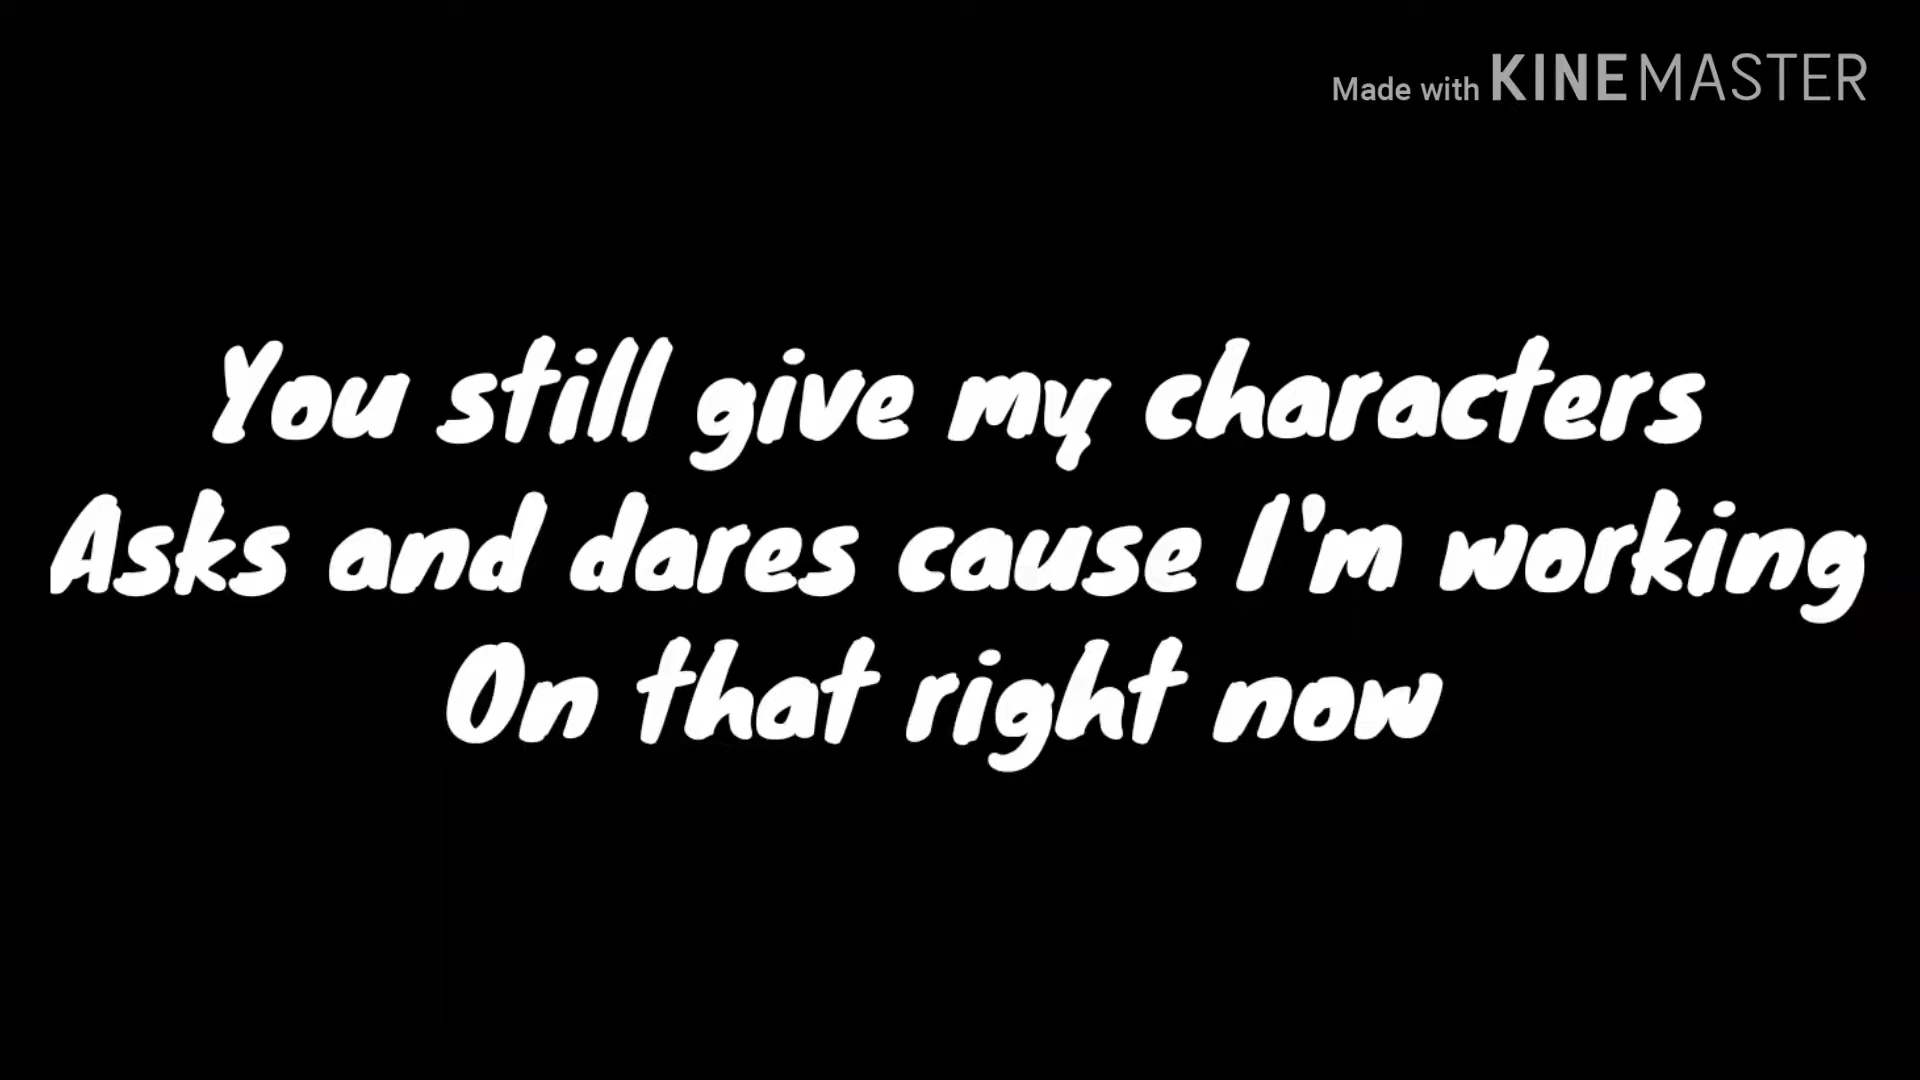 Made with KINEMASTER
You still give my characters
Asks and dares cause I'm working
On that right now